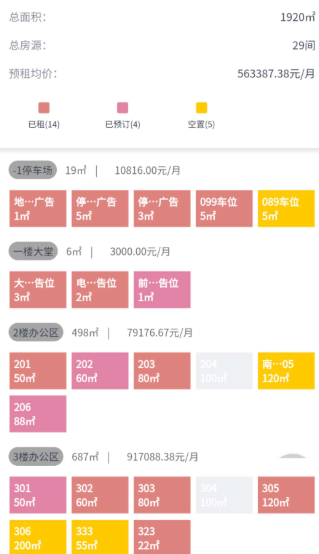 总面积: 1920㎡
总房源: 29间
预租均价: 563387.38元/月
已租(14) 已预订(4) 空置(5)
-1停车场 19㎡ | 10816.00元/月
地…广告 停…广告 停…广告 099车位 089车位
1㎡ 5㎡ 3㎡ 5㎡ 5㎡
一楼大堂 6㎡ | 3000.00元/月
大…告位 电…告位 前…告位
3㎡ 2㎡ 1㎡
2楼办公区 498㎡ | 79176.67元/月
201 202 203 204 南…05
50㎡ 60㎡ 80㎡ 100㎡ 120㎡
206
88㎡
3楼办公区 687㎡ | 917088.38元/月
301 302 303 304 305
50㎡ 60㎡ 80㎡ 100㎡ 120㎡
306 333 323
200㎡ 55㎡ 22㎡